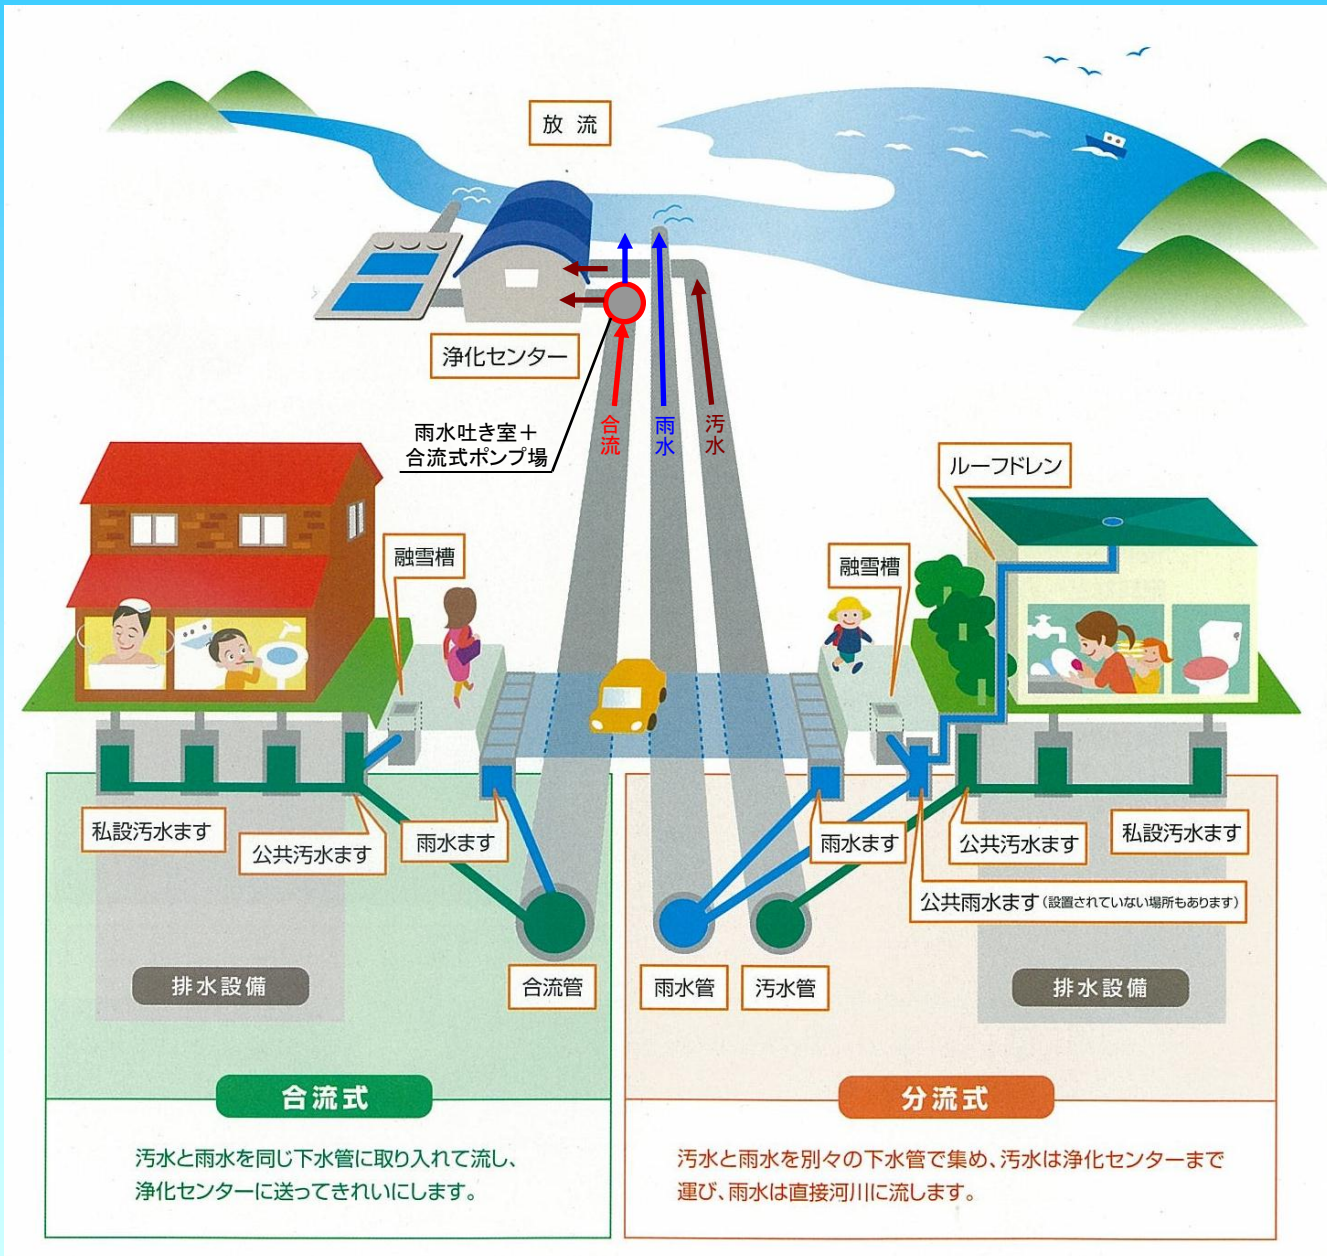 放流
浄化センター
雨水吐き室＋
合流式ポンプ場
合流
雨水
汚水
ルーフドレン
融雪槽
融雪槽
私設汚水ます
公共汚水ます
雨水ます
雨水ます
公共汚水ます
私設汚水ます
公共雨水ます（設置されていない場所もあります）
排水設備
合流管
雨水管
汚水管
排水設備
合流式
汚水と雨水を同じ下水管に取り入れて流し、
浄化センターに送ってきれいにします。
分流式
汚水と雨水を別々の下水管で集め、汚水は浄化センターまで
運び、雨水は直接河川に流します。